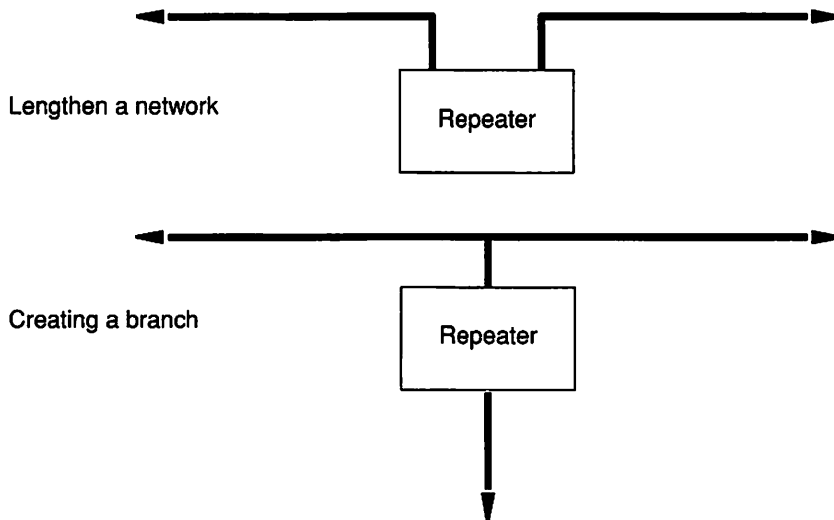 Lengthen a network
Repeater
Creating a branch
Repeater